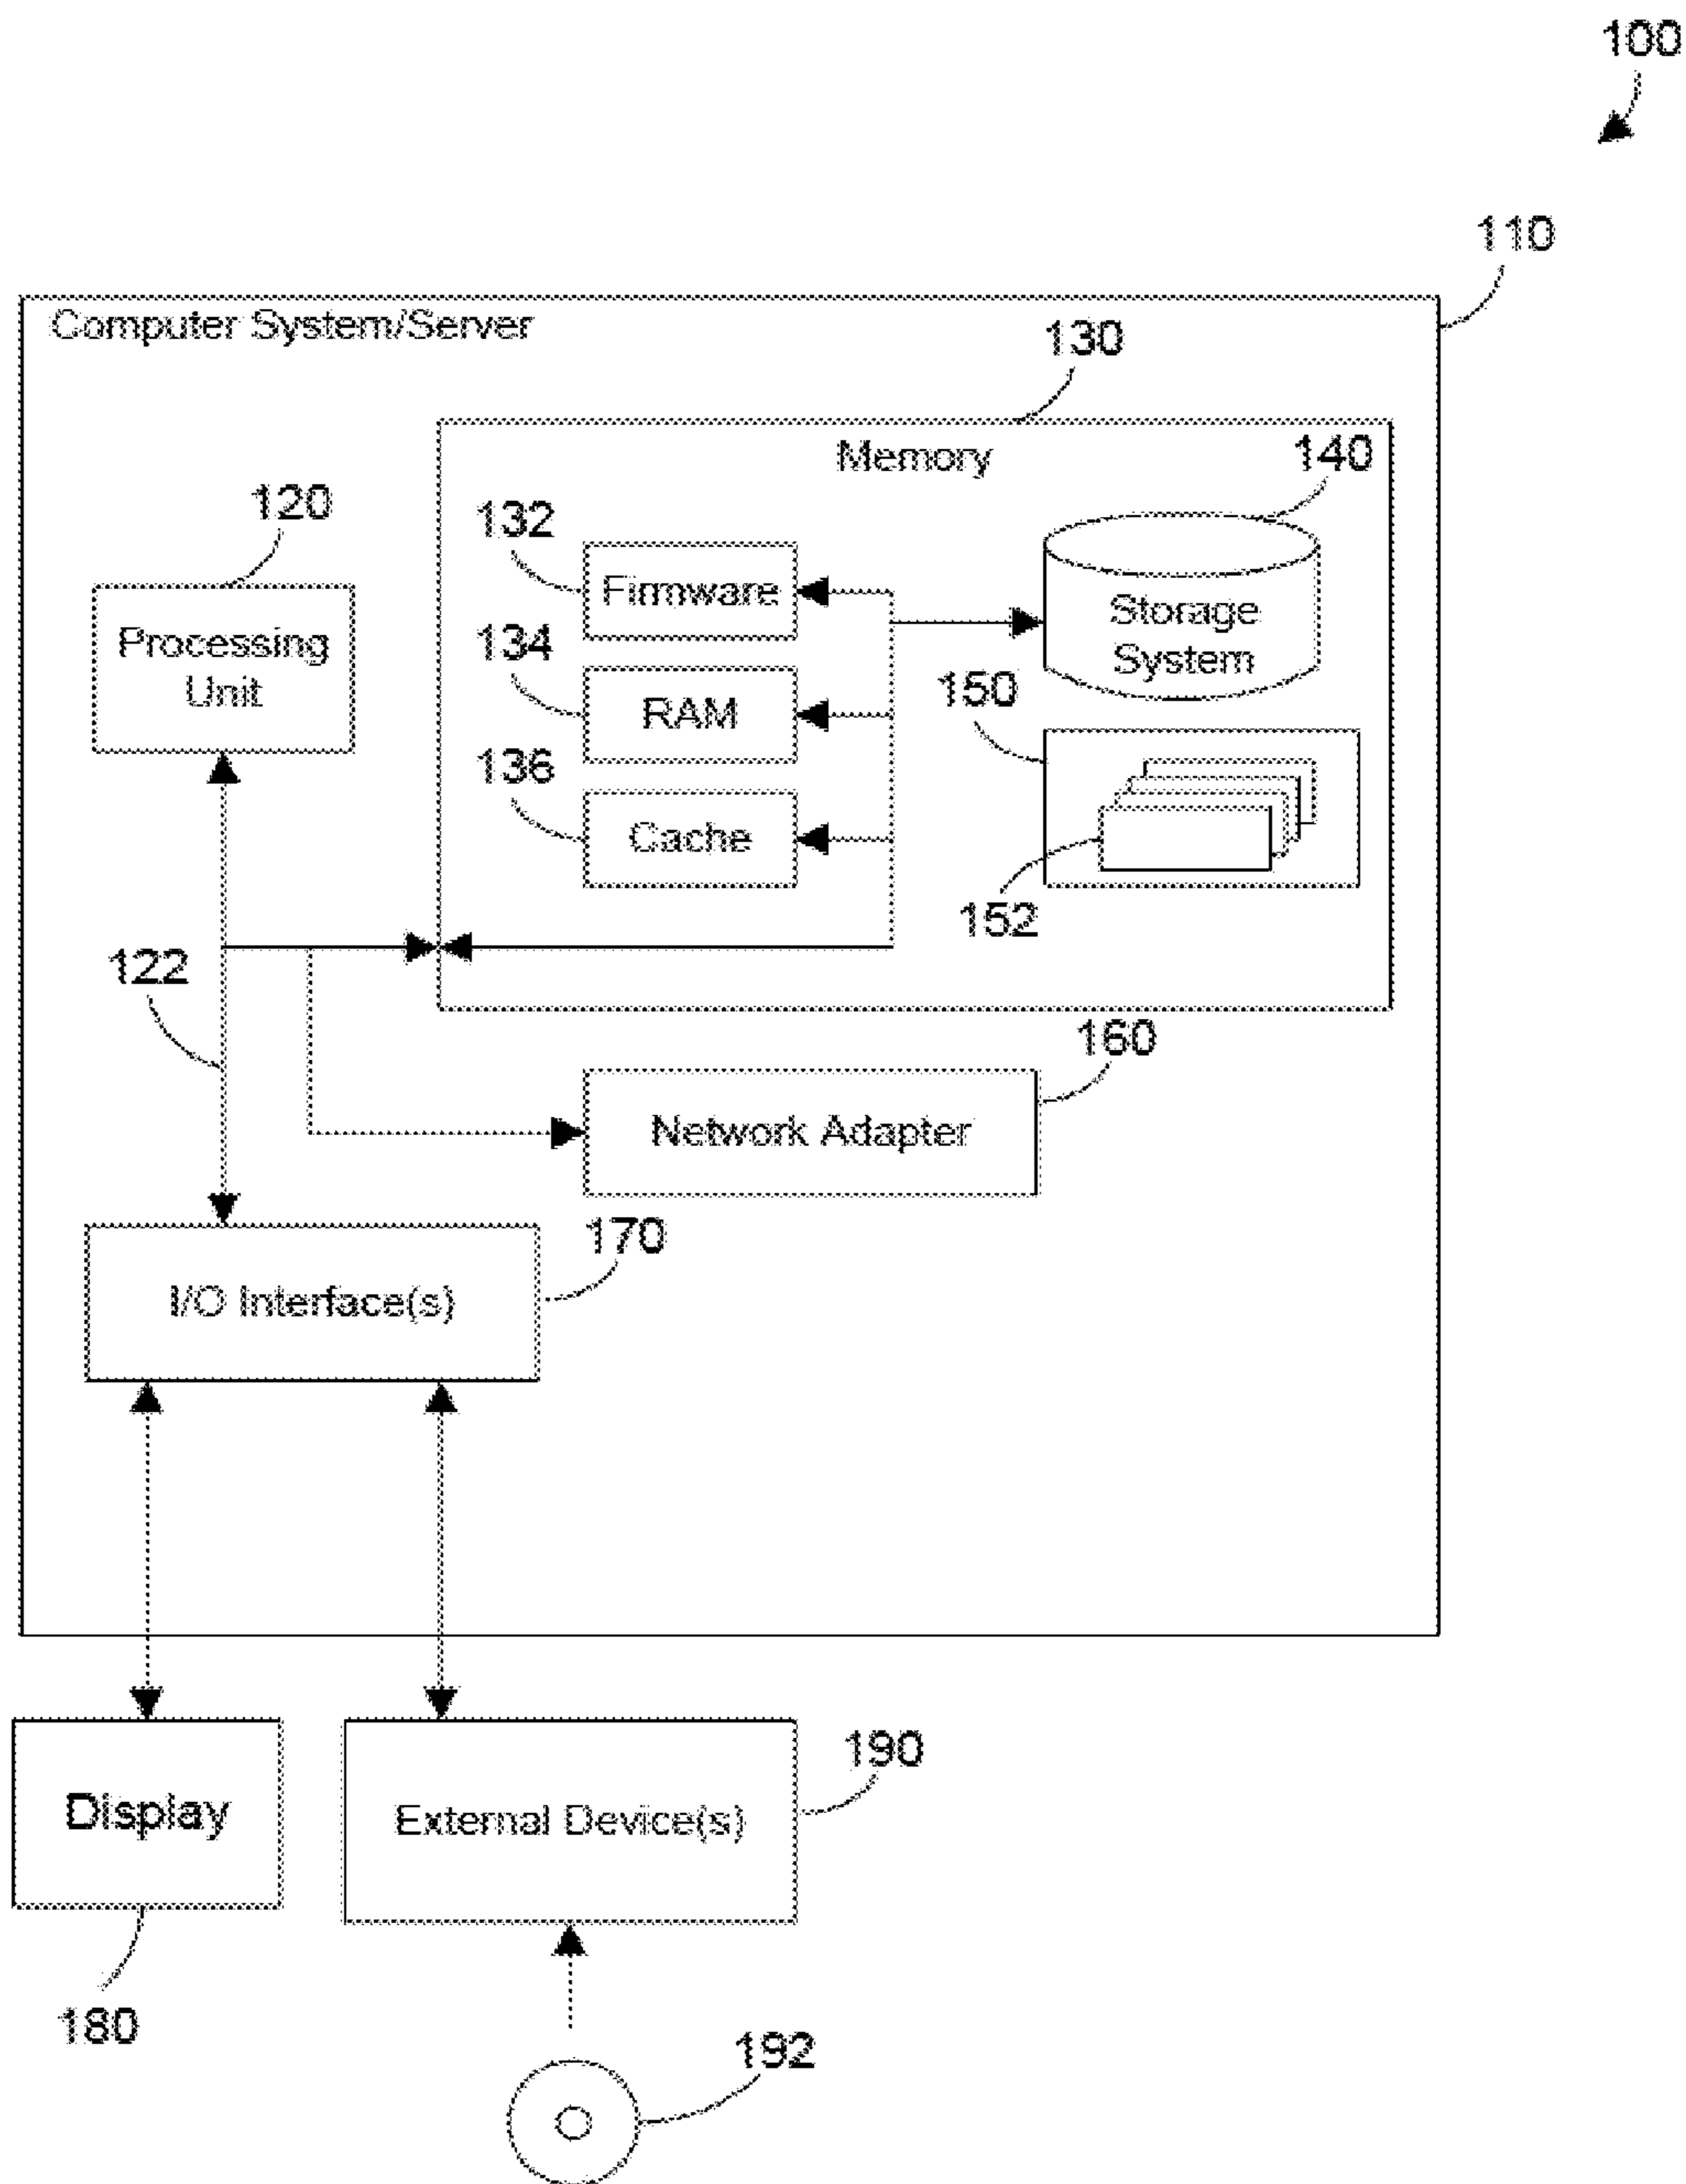 100
110
Computer System/Server
130
Memory
140
120
132
Firmware
Storage
System
Processing
Unit
134
RAM
150
136
Cache
152
122
160
Network Adapter
170
I/O Interface(s)
190
Display
External Device(s)
180
192